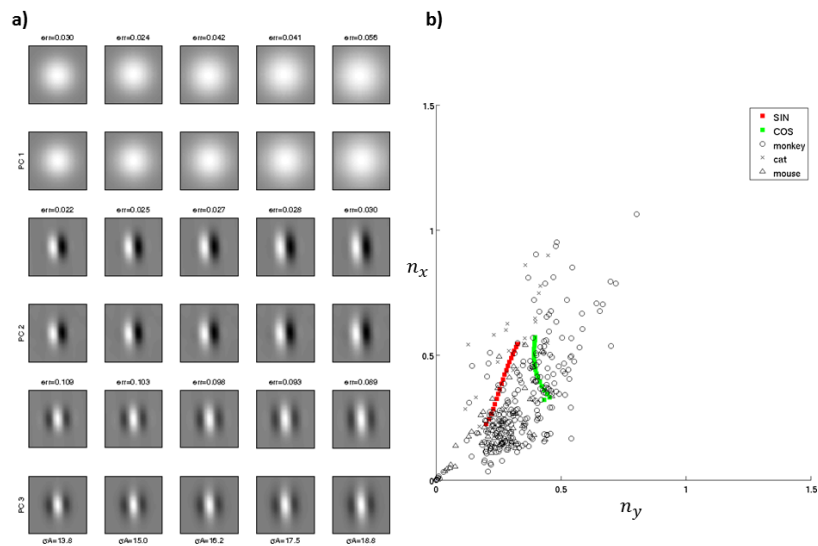 a)
err=0.030 err=0.024 err=0.042 err=0.041 err=0.056
PC 1
err=0.022 err=0.025 err=0.027 err=0.028 err=0.030
PC 2
err=0.109 err=0.103 err=0.098 err=0.093 err=0.089
PC 3
σA=13.8 σA=15.0 σA=16.2 σA=17.5 σA=18.8
b)
1.5
SIN
COS
monkey
cat
mouse
1
n_x
0.5
0
0 0.5 1 1.5
n_y